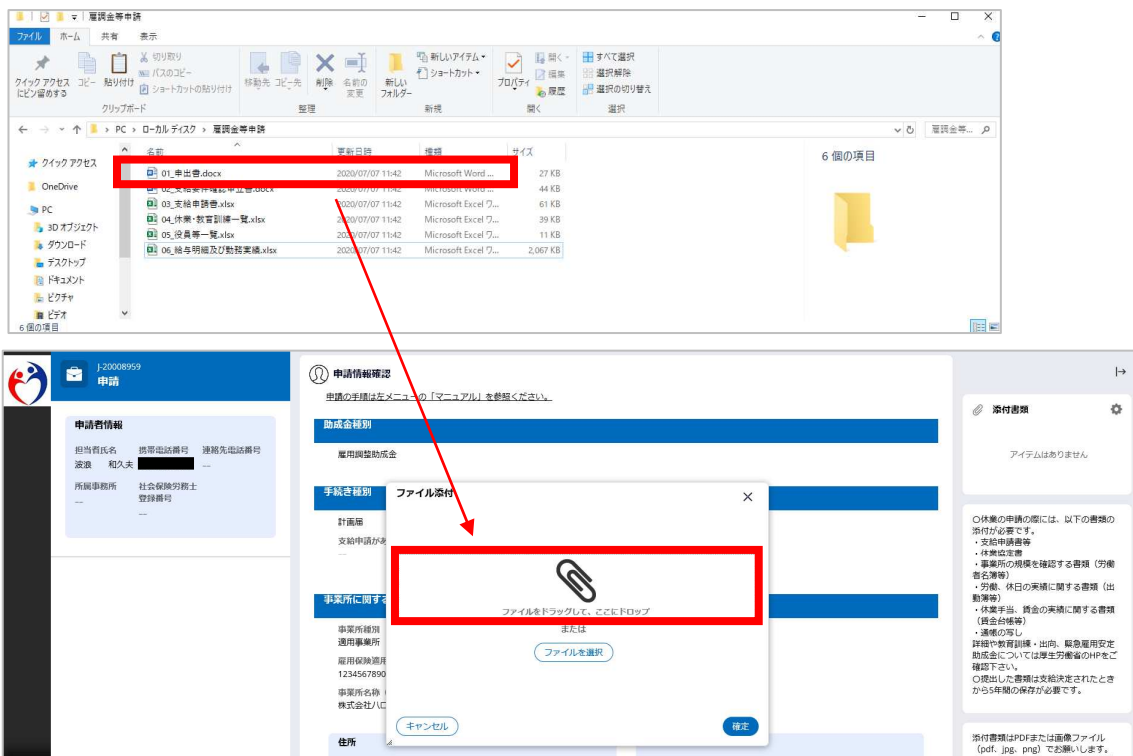 雇調金等申請
ファイル ホーム 共有 表示
クイック アクセスにピン留めする
コピー
貼り付け
切り取り
パスのコピー
ショートカットの貼り付け
クリップボード
移動先
コピー先
削除
名前の変更
整理
新しいフォルダー
新しいアイテム
ショートカット
新規
プロパティ
開く
編集
履歴
開く
すべて選択
選択解除
選択の切り替え
選択
PC › ローカル ディスク › 雇調金等申請
雇調金等...
クイック アクセス
OneDrive
PC
3D オブジェクト
ダウンロード
デスクトップ
ドキュメント
ピクチャ
ビデオ
6 個の項目
名前 更新日時 種類 サイズ
01_申出書.docx 2020/07/07 11:42 Microsoft Word ... 27 KB
02_支給要件確認申立書.docx 2020/07/07 11:42 Microsoft Word ... 44 KB
03_支給申請書.xlsx 2020/07/07 11:42 Microsoft Excel ワ... 61 KB
04_休業・教育訓練一覧.xlsx 2020/07/07 11:42 Microsoft Excel ワ... 39 KB
05_役員等一覧.xlsx 2020/07/07 11:42 Microsoft Excel ワ... 11 KB
06_給与明細及び勤務実績.xlsx 2020/07/07 11:42 Microsoft Excel ワ... 2,067 KB
6 個の項目
J-20008959
申請
申請者情報
担当者氏名 携帯電話番号 連絡先電話番号
波浪 和久夫 --
所属事務所 社会保険労務士
登録番号
--
--
申請情報確認
申請の手順は左メニューの「マニュアル」を参照ください。
助成金種別
雇用調整助成金
手続き種別
計画届
支給申請があ
--
事業所に関する
事業所種別
適用事業所
雇用保険適用
1234567890
事業所名称
株式会社ハロ
住所
ファイル添付
ファイルをドラッグして、ここにドロップ
または
ファイルを選択
キャンセル
確定
添付書類
アイテムはありません
〇休業の申請の際には、以下の書類の
添付が必要です。
・支給申請書等
・休業協定書
・事業所の規模を確認する書類（労働
者名簿等）
・労働、休日の実績に関する書類（出
勤簿等）
・休業手当、賃金の実績に関する書類
（賃金台帳等）
・通帳の写し
詳細や教育訓練・出向、緊急雇用安定
助成金については厚生労働省のHPをご
確認下さい。
〇提出した書類は支給決定されたとき
から5年間の保存が必要です。
添付書類はPDFまたは画像ファイル
（pdf、jpg、png）でお願いします。